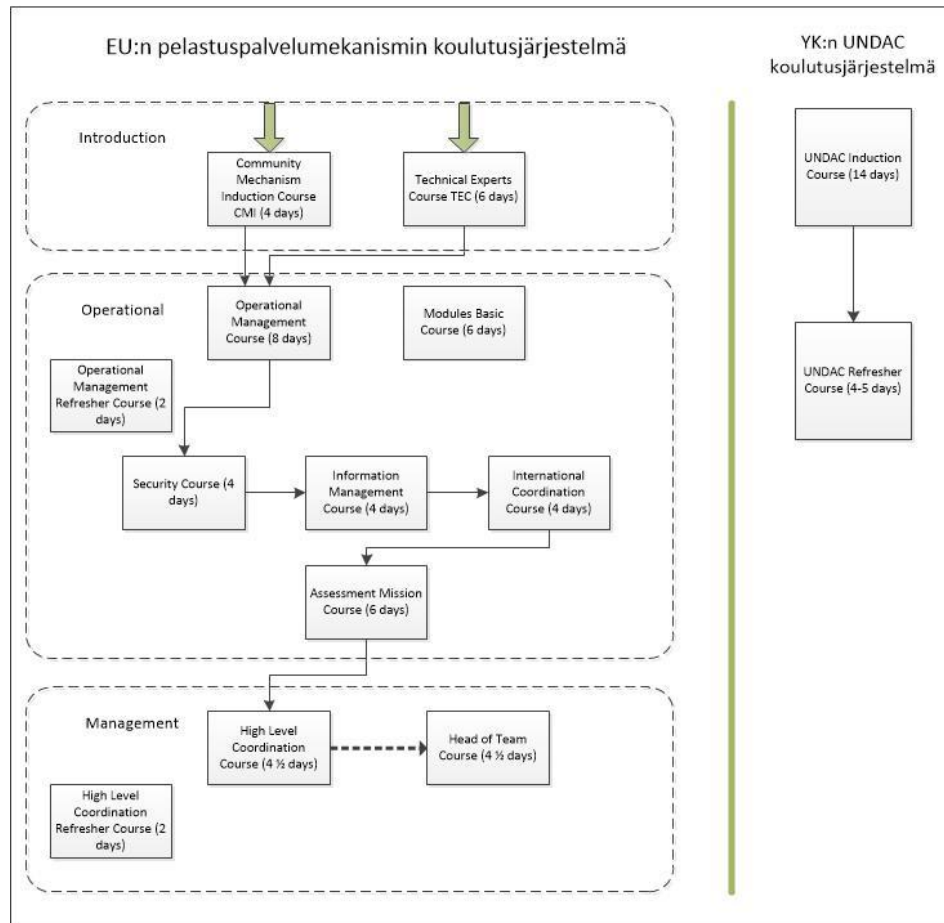 EU:n pelastuspalvelumekanismin koulutusjärjestelmä
YK:n UNDAC
koulutusjärjestelmä
Introduction
Community
Mechanism
Induction Course
CMI (4 days)
Technical Experts
Course TEC (6 days)
UNDAC Induction
Course (14 days)
Operational
Operational
Management
Course (8 days)
Modules Basic
Course (6 days)
Operational
Management
Refresher Course (2
days)
UNDAC Refresher
Course (4-5 days)
Security Course (4
days)
Information
Management
Course (4 days)
International
Coordination
Course (4 days)
Assessment Mission
Course (6 days)
Management
High Level
Coordination
Course (4 ½ days)
Head of Team
Course (4 ½ days)
High Level
Coordination
Refresher Course (2
days)